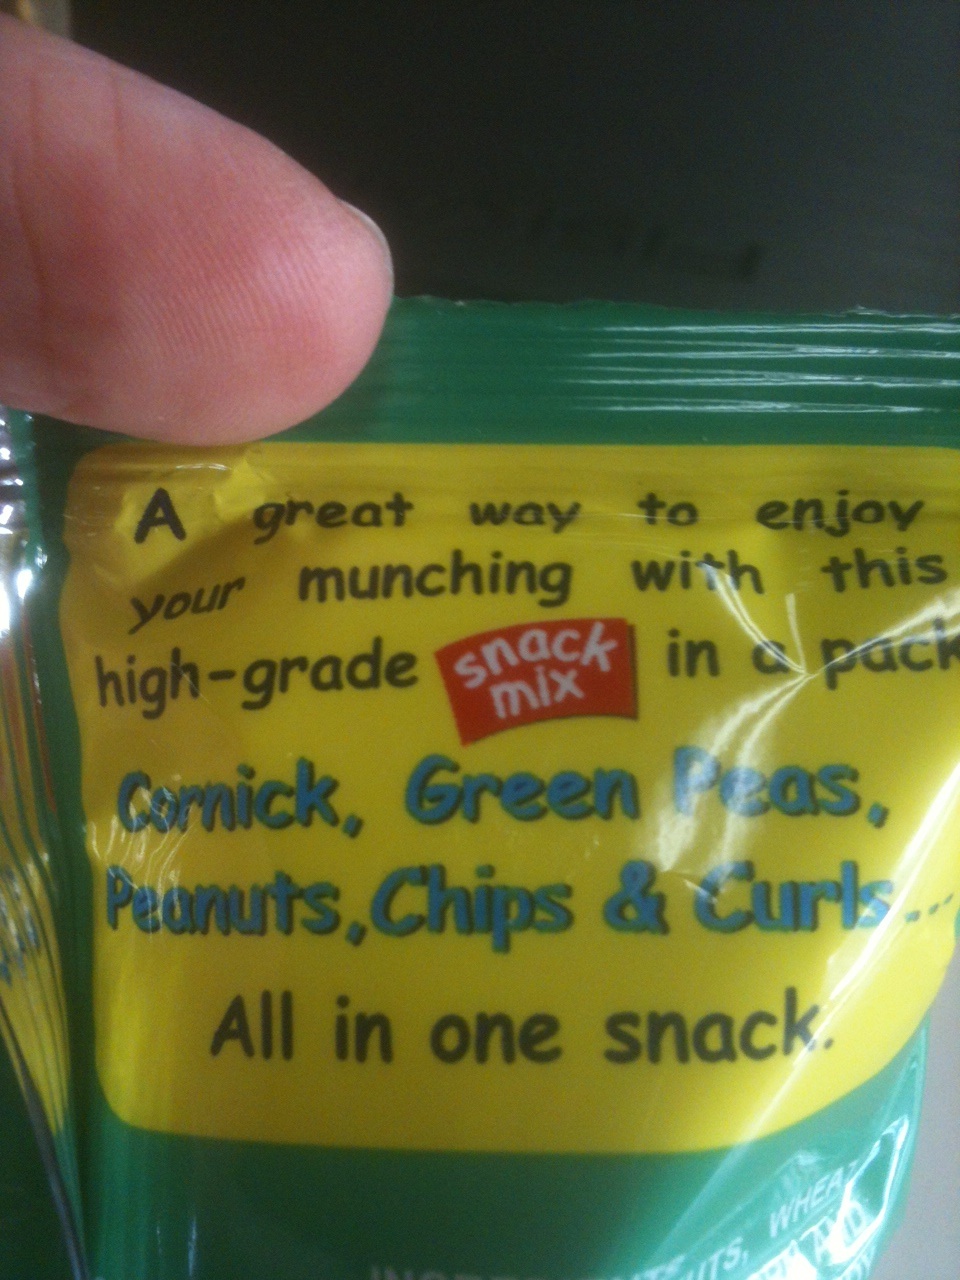 A great way to enjoy
your munching with this
high-grade snack mix in a pack
Cornick, Green Peas,
Peanuts, Chips & Curls...
All in one snack.
WHEAT